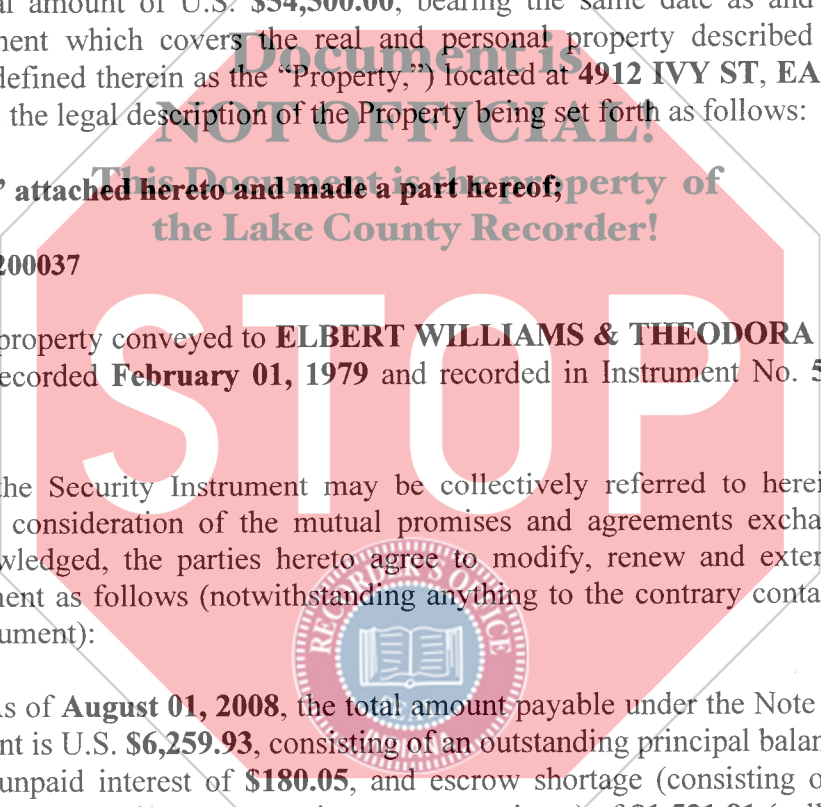 al amount of U.S. $54,500.00, bearing the same date as and
nent which covers the real and personal property described
Document is
defined therein as the “Property,”) located at 4912 IVY ST, EA
NOT OFFICIAL!
the legal description of the Property being set forth as follows:
This Document is the property of
” attached hereto and made a part hereof;
the Lake County Recorder!
200037
STOP
property conveyed to ELBERT WILLIAMS & THEODORA
ecorded February 01, 1979 and recorded in Instrument No. 5
the Security Instrument may be collectively referred to herei
consideration of the mutual promises and agreements excha
wledged, the parties hereto agree to modify, renew and exten
ment as follows (notwithstanding anything to the contrary conta
ument):
RECORDER'S OFFICE
As of August 01, 2008, the total amount payable under the Note
nt is U.S. $6,259.93, consisting of an outstanding principal balan
unpaid interest of $180.05, and escrow shortage (consisting o